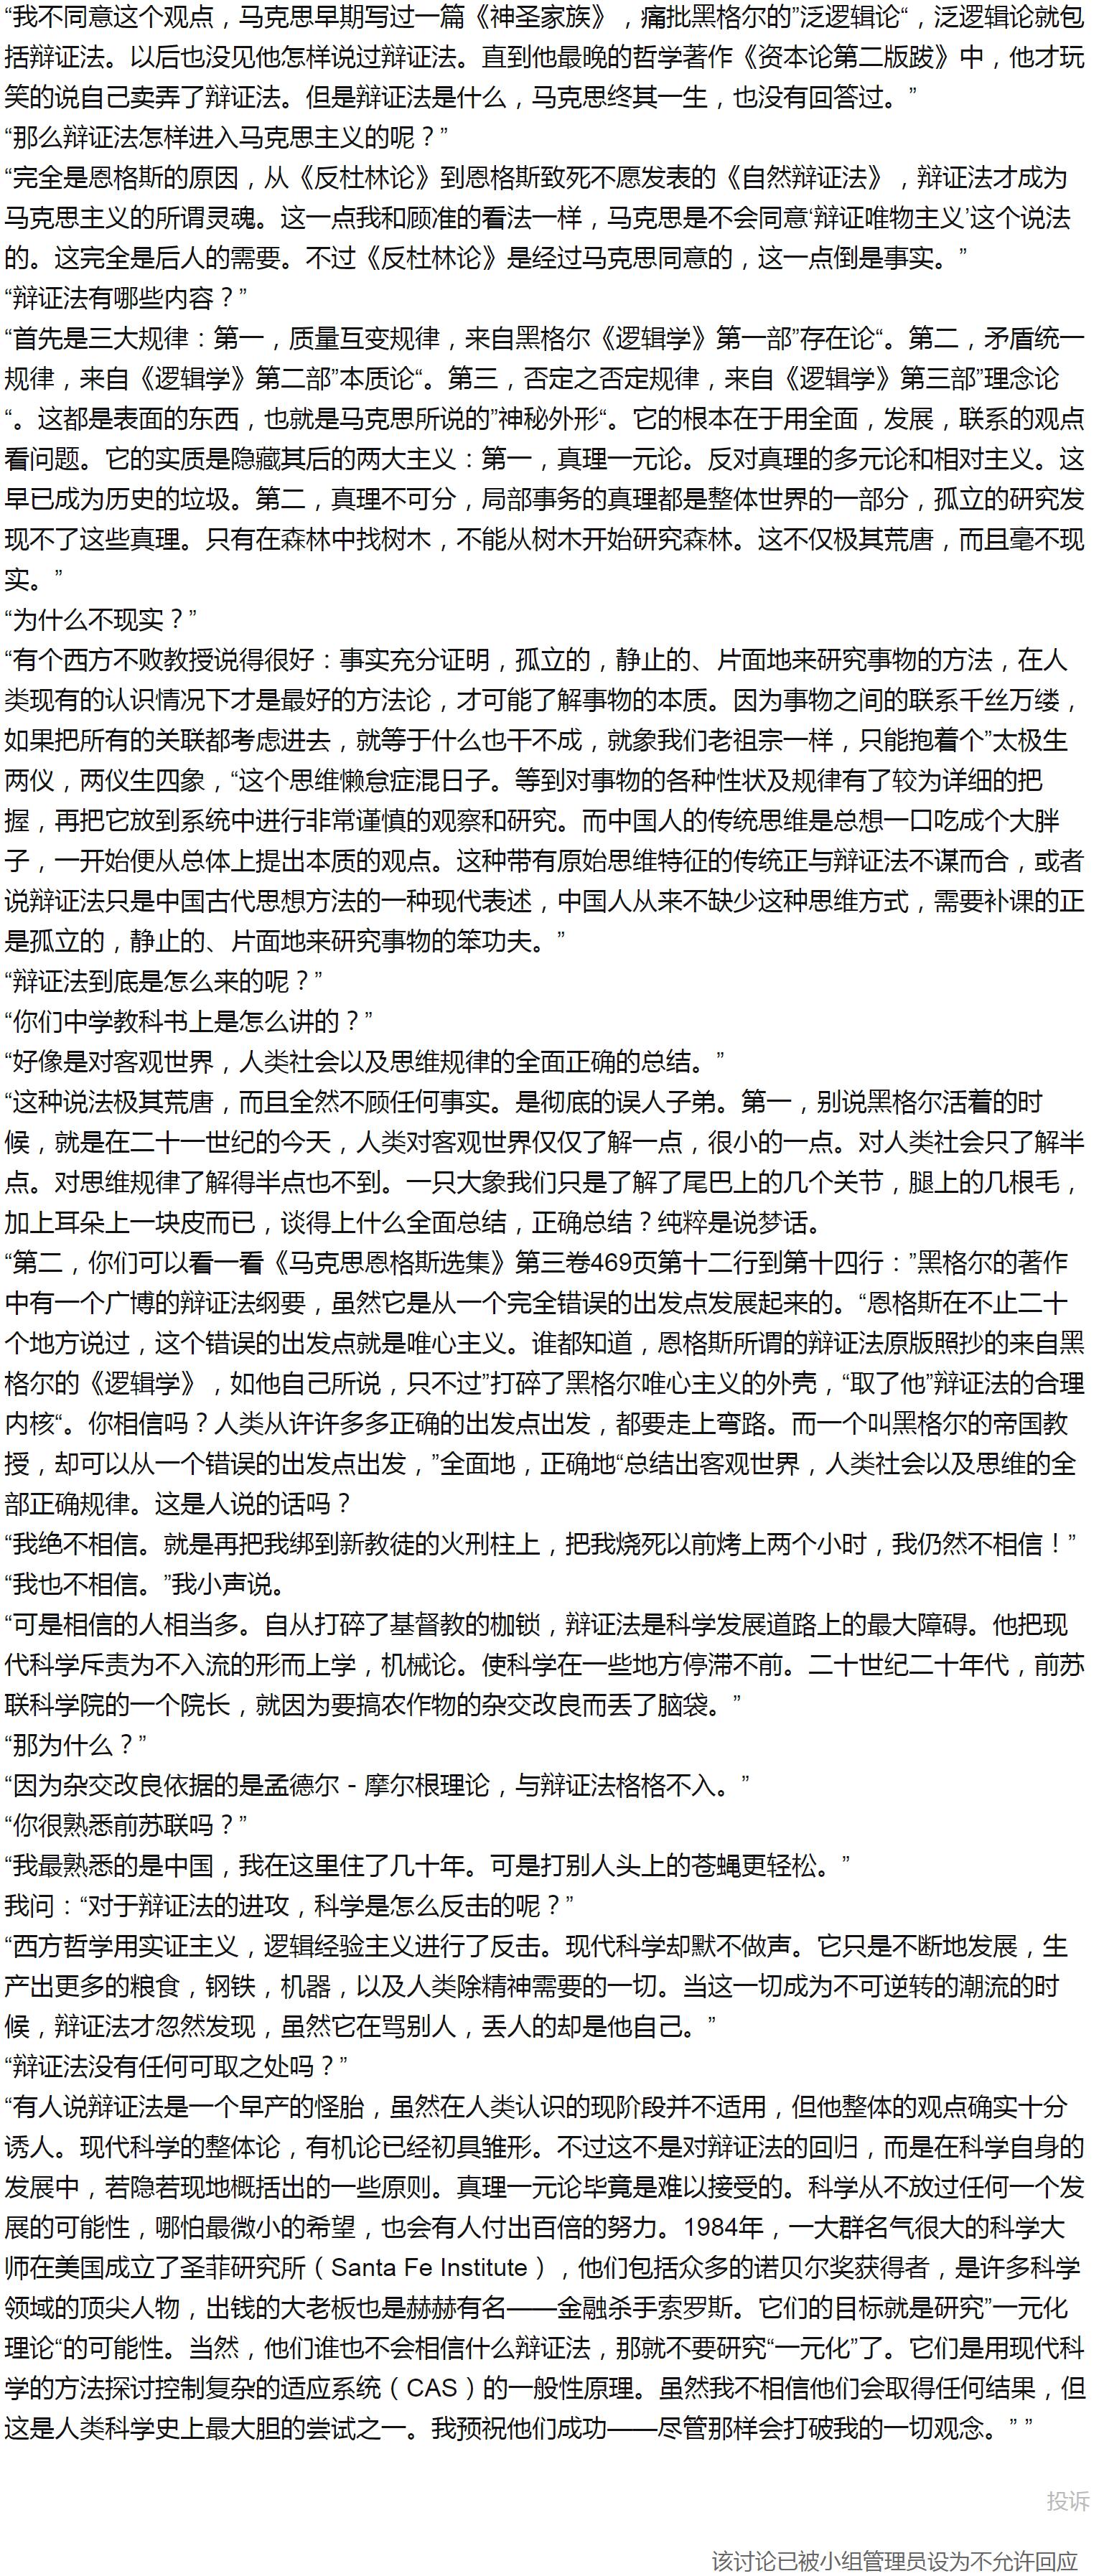 “我不同意这个观点，马克思早期写过一篇《神圣家族》，痛批黑格尔的”泛逻辑论“，泛逻辑论就包
括辩证法。以后也没见他怎样说过辩证法。直到他最晚的哲学著作《资本论第二版跋》中，他才玩
笑的说自己卖弄了辩证法。但是辩证法是什么，马克思终其一生，也没有回答过。”
“那么辩证法怎样进入马克思主义的呢？”
“完全是恩格斯的原因，从《反杜林论》到恩格斯致死不愿发表的《自然辩证法》，辩证法才成为
马克思主义的所谓灵魂。这一点我和顾准的看法一样，马克思是不会同意‘辩证唯物主义’这个说法
的。这完全是后人的需要。不过《反杜林论》是经过马克思同意的，这一点倒是事实。”
“辩证法有哪些内容？”
“首先是三大规律：第一，质量互变规律，来自黑格尔《逻辑学》第一部”存在论“。第二，矛盾统一
规律，来自《逻辑学》第二部”本质论“。第三，否定之否定规律，来自《逻辑学》第三部”理念论
“。这都是表面的东西，也就是马克思所说的”神秘外形“。它的根本在于用全面，发展，联系的观点
看问题。它的实质是隐藏其后的两大主义：第一，真理一元论。反对真理的多元论和相对主义。这
早已成为历史的垃圾。第二，真理不可分，局部事务的真理都是整体世界的一部分，孤立的研究发
现不了这些真理。只有在森林中找树木，不能从树木开始研究森林。这不仅极其荒唐，而且毫不现
实。”
“为什么不现实？”
“有个西方不败教授说得很好：事实充分证明，孤立的，静止的、片面地来研究事物的方法，在人
类现有的认识情况下才是最好的方法论，才可能了解事物的本质。因为事物之间的联系千丝万缕，
如果把所有的关联都考虑进去，就等于什么也干不成，就象我们老祖宗一样，只能抱着个”太极生
两仪，两仪生四象，“这个思维懒怠症混日子。等到对事物的各种性状及规律有了较为详细的把
握，再把它放到系统中进行非常谨慎的观察和研究。而中国人的传统思维是总想一口吃成个大胖
子，一开始便从总体上提出本质的观点。这种带有原始思维特征的传统正与辩证法不谋而合，或者
说辩证法只是中国古代思想方法的一种现代表述，中国人从来不缺少这种思维方式，需要补课的正
是孤立的，静止的、片面地来研究事物的笨功夫。”
“辩证法到底是怎么来的呢？”
“你们中学教科书上是怎么讲的？”
“好像是对客观世界，人类社会以及思维规律的全面正确的总结。”
“这种说法极其荒唐，而且全然不顾任何事实。是彻底的误人子弟。第一，别说黑格尔活着的时
候，就是在二十一世纪的今天，人类对客观世界仅仅了解一点，很小的一点。对人类社会只了解半
点。对思维规律了解得半点也不到。一只大象我们只是了解了尾巴上的几个关节，腿上的几根毛，
加上耳朵上一块皮而已，谈得上什么全面总结，正确总结？纯粹是说梦话。
“第二，你们可以看一看《马克思恩格斯选集》第三卷469页第十二行到第十四行：”黑格尔的著作
中有一个广博的辩证法纲要，虽然它是从一个完全错误的出发点发展起来的。“恩格斯在不止二十
个地方说过，这个错误的出发点就是唯心主义。谁都知道，恩格斯所谓的辩证法原版照抄的来自黑
格尔的《逻辑学》，如他自己所说，只不过”打碎了黑格尔唯心主义的外壳，“取了他”辩证法的合理
内核“。你相信吗？人类从许许多多正确的出发点出发，都要走上弯路。而一个叫黑格尔的帝国教
授，却可以从一个错误的出发点出发，”全面地，正确地“总结出客观世界，人类社会以及思维的全
部正确规律。这是人说的话吗？
“我绝不相信。就是再把我绑到新教徒的火刑柱上，把我烧死以前烤上两个小时，我仍然不相信！”
“我也不相信。”我小声说。
“可是相信的人相当多。自从打碎了基督教的枷锁，辩证法是科学发展道路上的最大障碍。他把现
代科学斥责为不入流的形而上学，机械论。使科学在一些地方停滞不前。二十世纪二十年代，前苏
联科学院的一个院长，就因为要搞农作物的杂交改良而丢了脑袋。”
“那为什么？”
“因为杂交改良依据的是孟德尔－摩尔根理论，与辩证法格格不入。”
“你很熟悉前苏联吗？”
“我最熟悉的是中国，我在这里住了几十年。可是打别人头上的苍蝇更轻松。”
我问：“对于辩证法的进攻，科学是怎么反击的呢？”
“西方哲学用实证主义，逻辑经验主义进行了反击。现代科学却默不做声。它只是不断地发展，生
产出更多的粮食，钢铁，机器，以及人类除精神需要的一切。当这一切成为不可逆转的潮流的时
候，辩证法才忽然发现，虽然它在骂别人，丢人的却是他自己。”
“辩证法没有任何可取之处吗？”
“有人说辩证法是一个早产的怪胎，虽然在人类认识的现阶段并不适用，但他整体的观点确实十分
诱人。现代科学的整体论，有机论已经初具雏形。不过这不是对辩证法的回归，而是在科学自身的
发展中，若隐若现地概括出的一些原则。真理一元论毕竟是难以接受的。科学从不放过任何一个发
展的可能性，哪怕最微小的希望，也会有人付出百倍的努力。1984年，一大群名气很大的科学大
师在美国成立了圣菲研究所（Santa Fe Institute），他们包括众多的诺贝尔奖获得者，是许多科学
领域的顶尖人物，出钱的大老板也是赫赫有名——金融杀手索罗斯。它们的目标就是研究”一元化
理论“的可能性。当然，他们谁也不会相信什么辩证法，那就不要研究“一元化”了。它们是用现代科
学的方法探讨控制复杂的适应系统（CAS）的一般性原理。虽然我不相信他们会取得任何结果，但
这是人类科学史上最大胆的尝试之一。我预祝他们成功——尽管那样会打破我的一切观念。” ”
投诉
该讨论已被小组管理员设为不允许回应